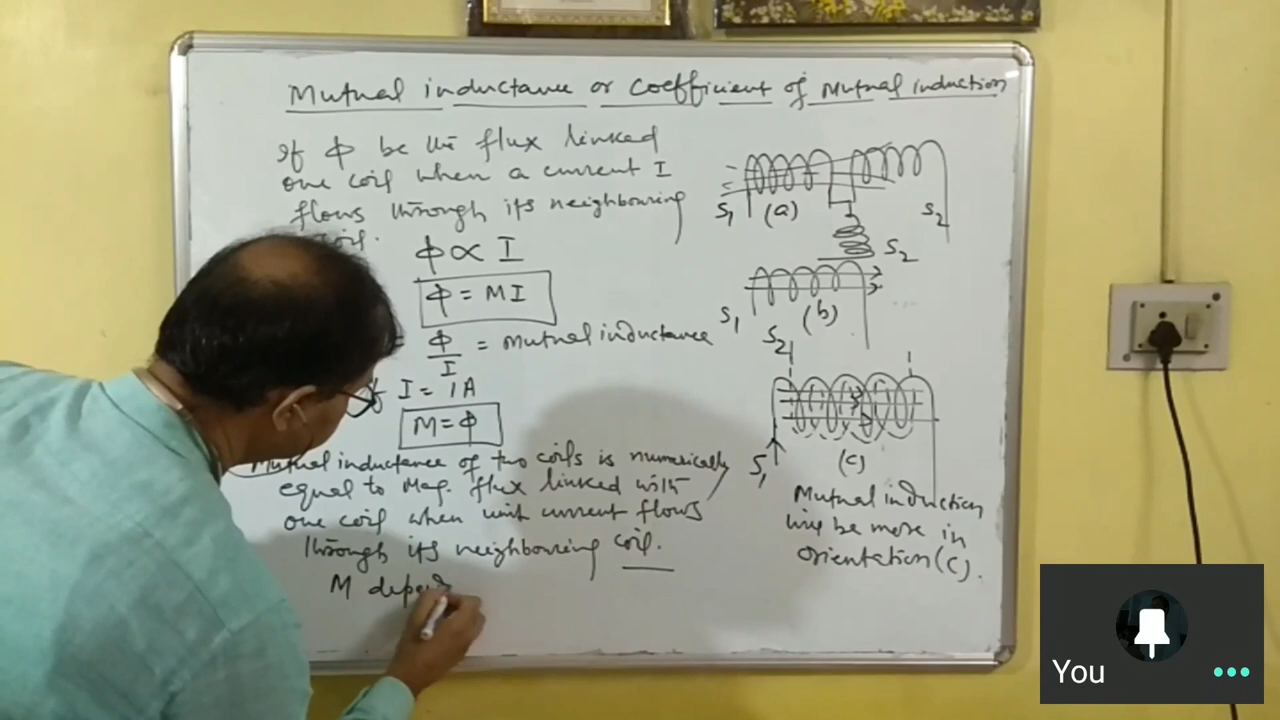 Mutual inductance or Coefficient of Mutual induction
If Φ be the flux linked
one coil when a current I
flows through its neighbouring
coil.
Φ ∝ I
Φ = MI
= Φ/I = Mutual inductance
If I = 1A
M = Φ
Mutual inductance of two coils is numerically
equal to Mag. flux linked with
one coil when unit current flows
through its neighbouring coil.
M depend
S1 (a) S2
S2
S1 (b)
S2
S1 (c)
Mutual induction
will be more in
orientation (c).
You